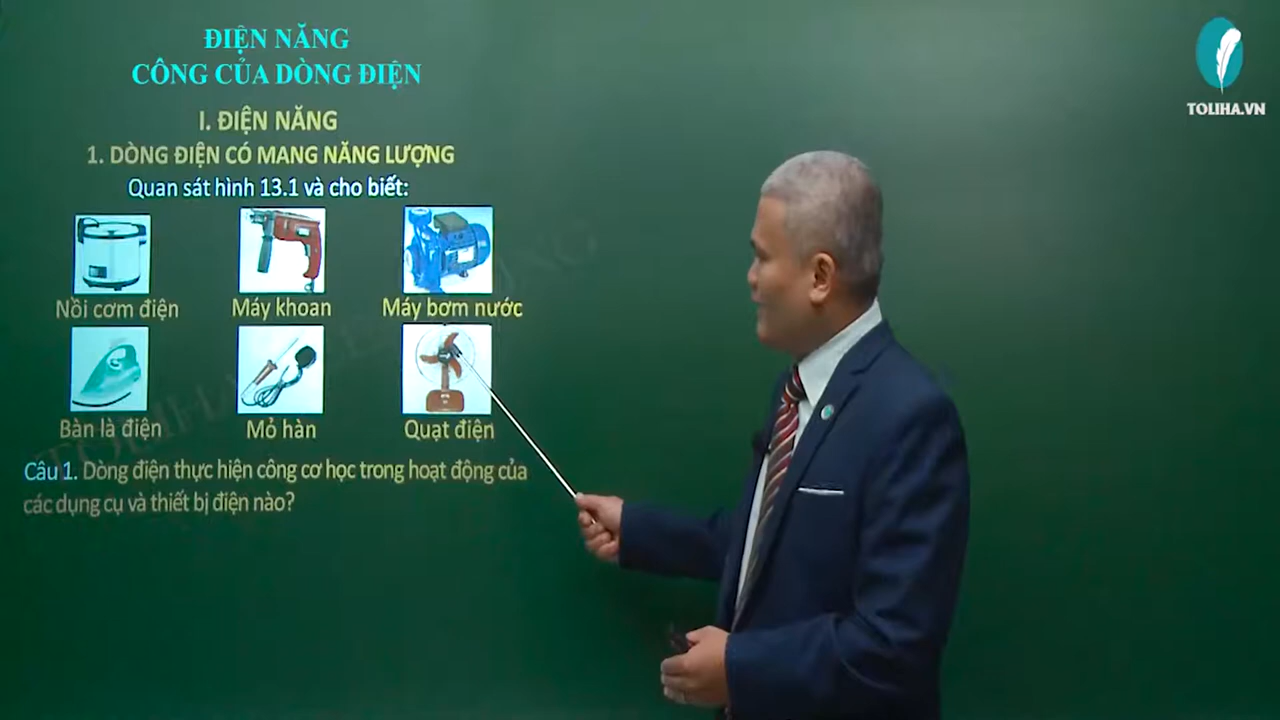 ĐIỆN NĂNG
CÔNG CỦA DÒNG ĐIỆN
I. ĐIỆN NĂNG
1. DÒNG ĐIỆN CÓ MANG NĂNG LƯỢNG
Quan sát hình 13.1 và cho biết:
Nồi cơm điện
Máy khoan
Máy bơm nước
Bàn là điện
Mỏ hàn
Quạt điện
Câu 1. Dòng điện thực hiện công cơ học trong hoạt động của
các dụng cụ và thiết bị điện nào?
TOLIHA.VN